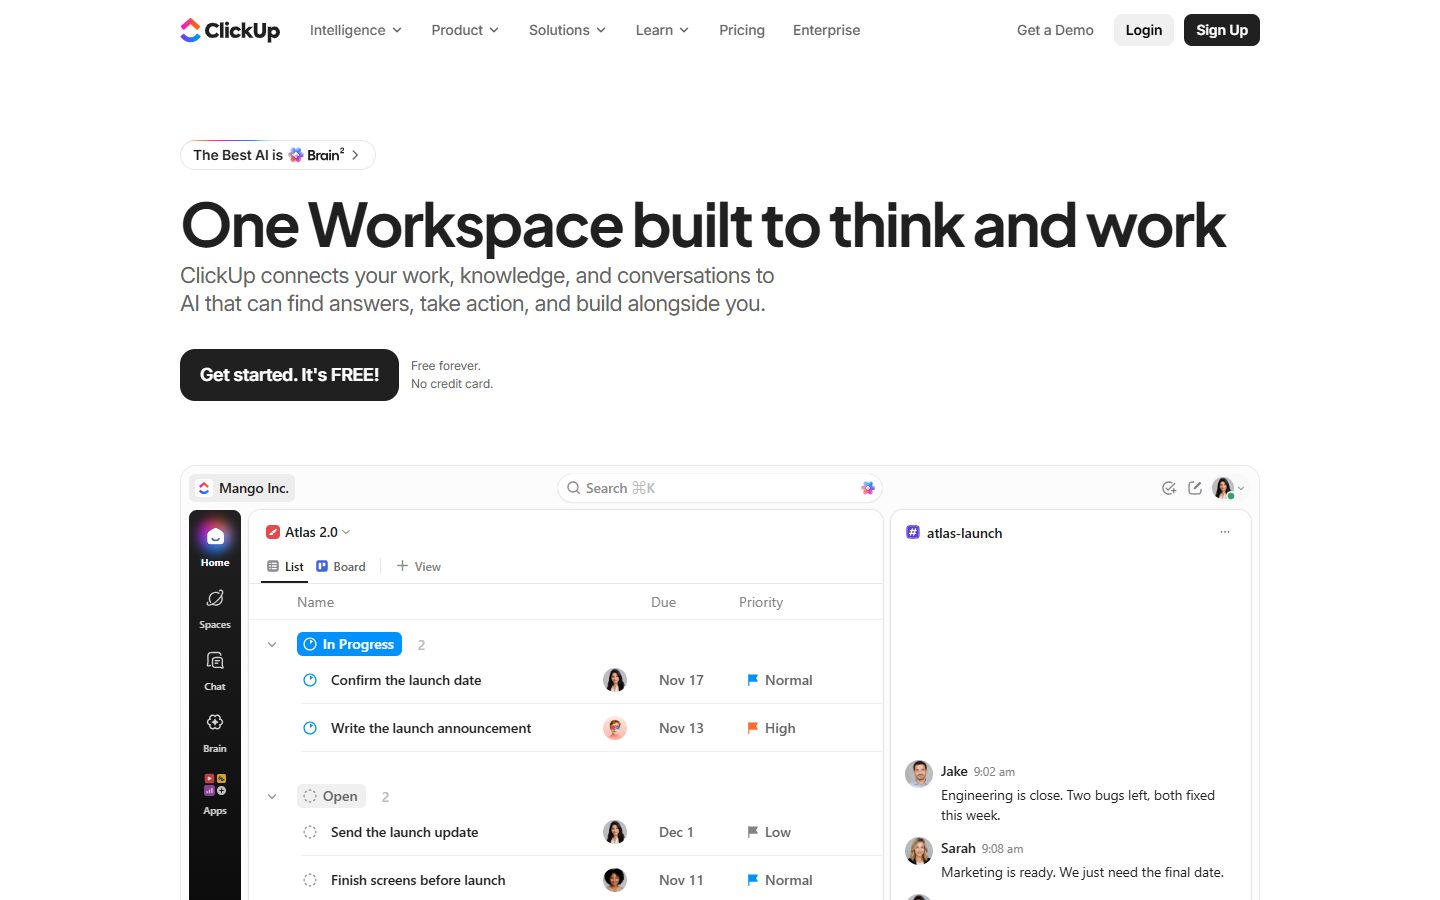 ClickUp
Intelligence
Product
Solutions
Learn
Pricing
Enterprise
Get a Demo
Login
Sign Up
The Best AI is Brain²
One Workspace built to think and work
ClickUp connects your work, knowledge, and conversations to
AI that can find answers, take action, and build alongside you.
Get started. It's FREE!
Free forever.
No credit card.
Mango Inc.
Search ⌘K
Home
Spaces
Chat
Brain
Apps
Atlas 2.0
List
Board
View
Name Due Priority
In Progress 2
Confirm the launch date Nov 17 Normal
Write the launch announcement Nov 13 High
Open 2
Send the launch update Dec 1 Low
Finish screens before launch Nov 11 Normal
# atlas-launch
Jake 9:02 am
Engineering is close. Two bugs left, both fixed
this week.
Sarah 9:08 am
Marketing is ready. We just need the final date.